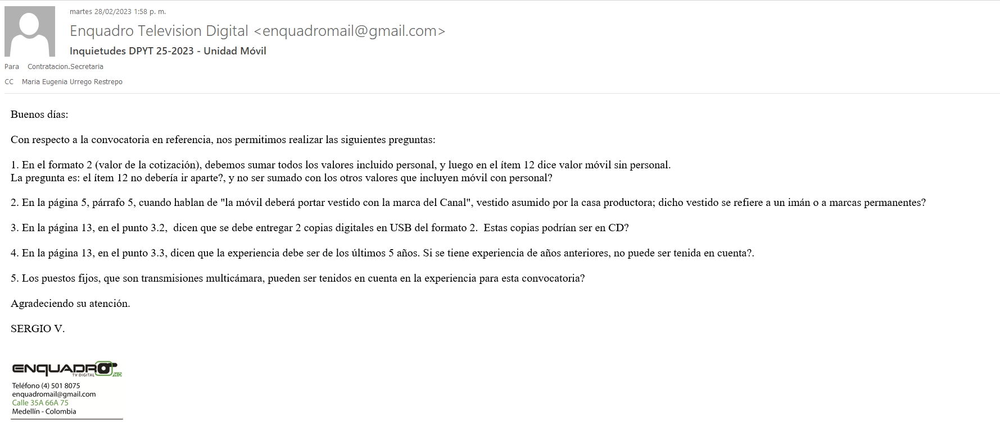 martes 28/02/2023 1:58 p. m.
Enquadro Television Digital <enquadromail@gmail.com>
Inquietudes DPYT 25-2023 - Unidad Móvil
Para Contratacion.Secretaria
CC Maria Eugenia Urrego Restrepo
Buenos días:
Con respecto a la convocatoria en referencia, nos permitimos realizar las siguientes preguntas:
1. En el formato 2 (valor de la cotización), debemos sumar todos los valores incluido personal, y luego en el ítem 12 dice valor móvil sin personal.
La pregunta es: el ítem 12 no debería ir aparte?, y no ser sumado con los otros valores que incluyen móvil con personal?
2. En la página 5, párrafo 5, cuando hablan de "la móvil deberá portar vestido con la marca del Canal", vestido asumido por la casa productora; dicho vestido se refiere a un imán o a marcas permanentes?
3. En la página 13, en el punto 3.2,  dicen que se debe entregar 2 copias digitales en USB del formato 2.  Estas copias podrían ser en CD?
4. En la página 13, en el punto 3.3, dicen que la experiencia debe ser de los últimos 5 años. Si se tiene experiencia de años anteriores, no puede ser tenida en cuenta?.
5. Los puestos fijos, que son transmisiones multicámara, pueden ser tenidos en cuenta en la experiencia para esta convocatoria?
Agradeciendo su atención.
SERGIO V.
ENQUADRO
TV DIGITAL HD
Teléfono (4) 501 8075
enquadromail@gmail.com
Calle 35A 66A 75
Medellín - Colombia